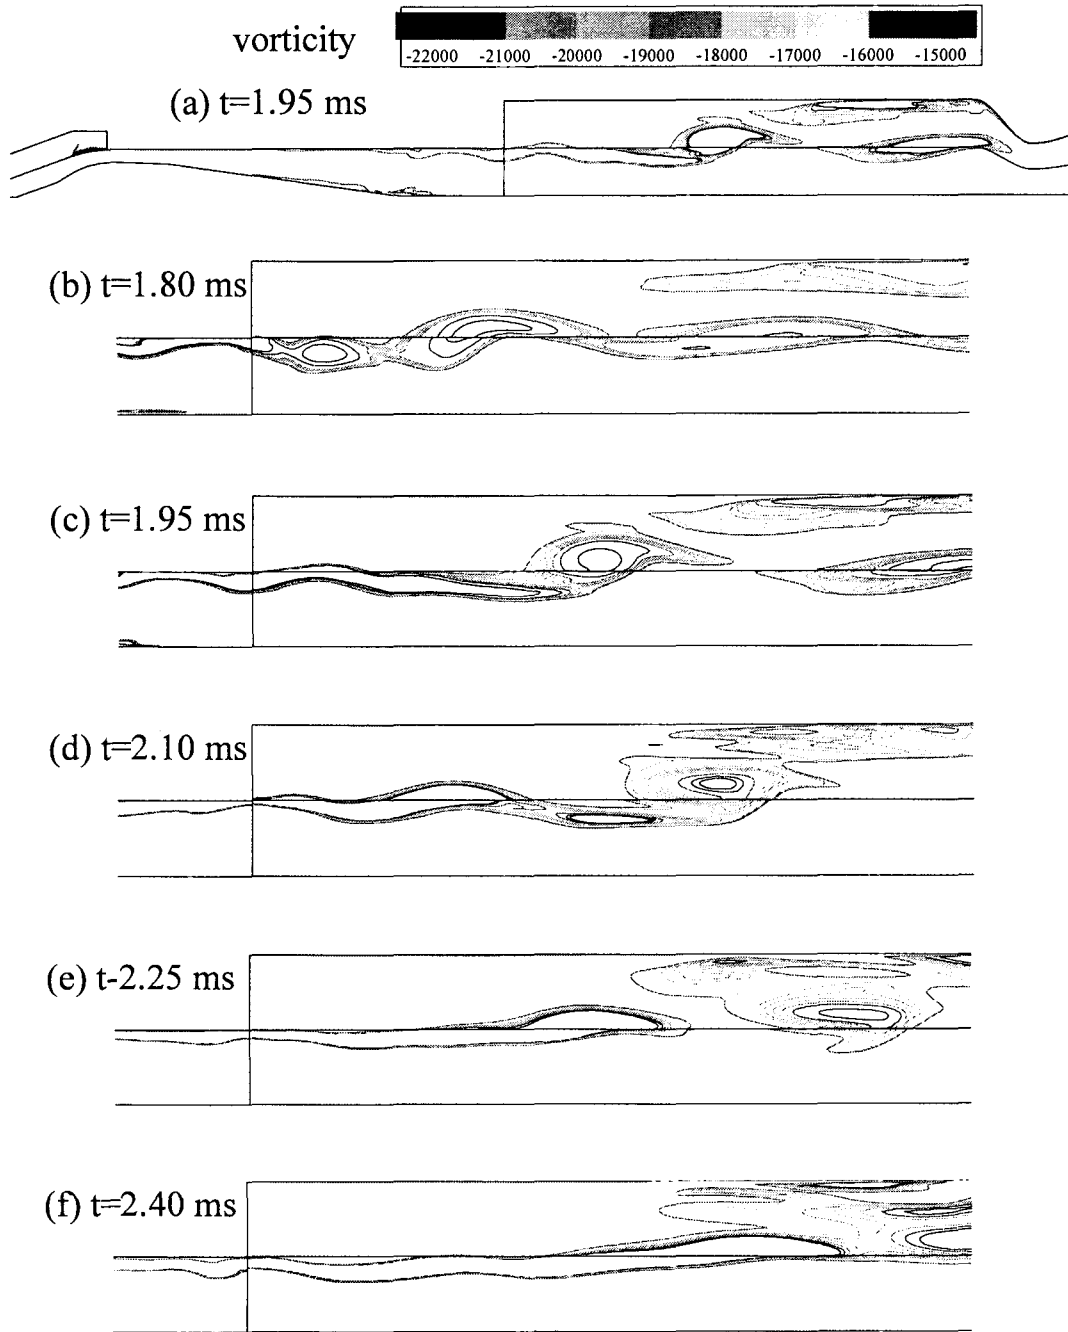 vorticity
-22000 -21000 -20000 -19000 -18000 -17000 -16000 -15000
(a) t=1.95 ms
(b) t=1.80 ms
(c) t=1.95 ms
(d) t=2.10 ms
(e) t-2.25 ms
(f) t=2.40 ms